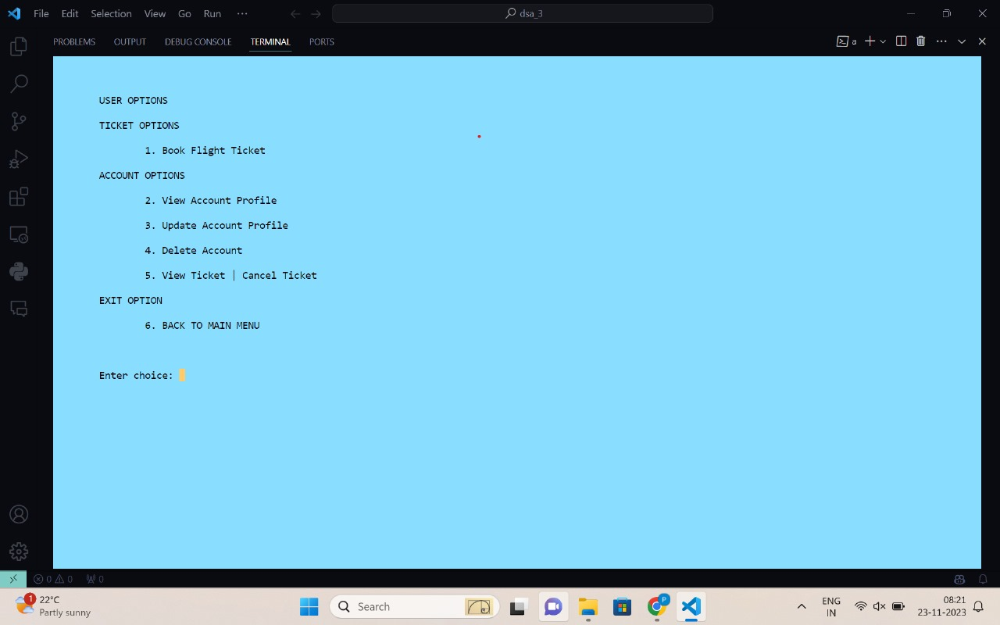 File Edit Selection View Go Run ··· dsa_3
PROBLEMS OUTPUT DEBUG CONSOLE TERMINAL PORTS a
USER OPTIONS
TICKET OPTIONS
1. Book Flight Ticket
ACCOUNT OPTIONS
2. View Account Profile
3. Update Account Profile
4. Delete Account
5. View Ticket | Cancel Ticket
EXIT OPTION
6. BACK TO MAIN MENU
Enter choice:
0 0 0
1
22°C
Partly sunny
Search
P
ENG
IN
08:21
23-11-2023